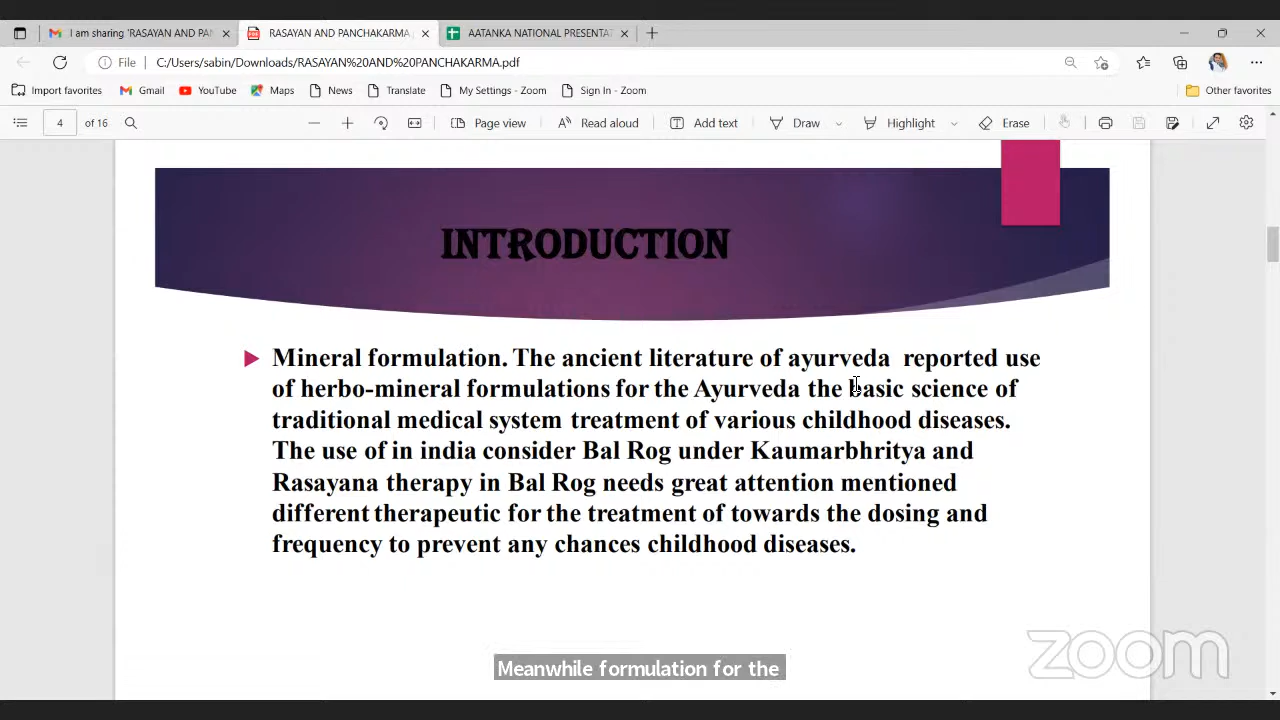 I am sharing 'RASAYAN AND PAN
RASAYAN AND PANCHAKARMA
AATANKA NATIONAL PRESENTAT
File C:/Users/sabin/Downloads/RASAYAN%20AND%20PANCHAKARMA.pdf
Import favorites Gmail YouTube Maps News Translate My Settings - Zoom Sign In - Zoom Other favorites
4 of 16 Page view Read aloud Add text Draw Highlight Erase
INTRODUCTION
Mineral formulation. The ancient literature of ayurveda reported use
of herbo-mineral formulations for the Ayurveda the basic science of
traditional medical system treatment of various childhood diseases.
The use of in india consider Bal Rog under Kaumarbhritya and
Rasayana therapy in Bal Rog needs great attention mentioned
different therapeutic for the treatment of towards the dosing and
frequency to prevent any chances childhood diseases.
Meanwhile formulation for the
zoom